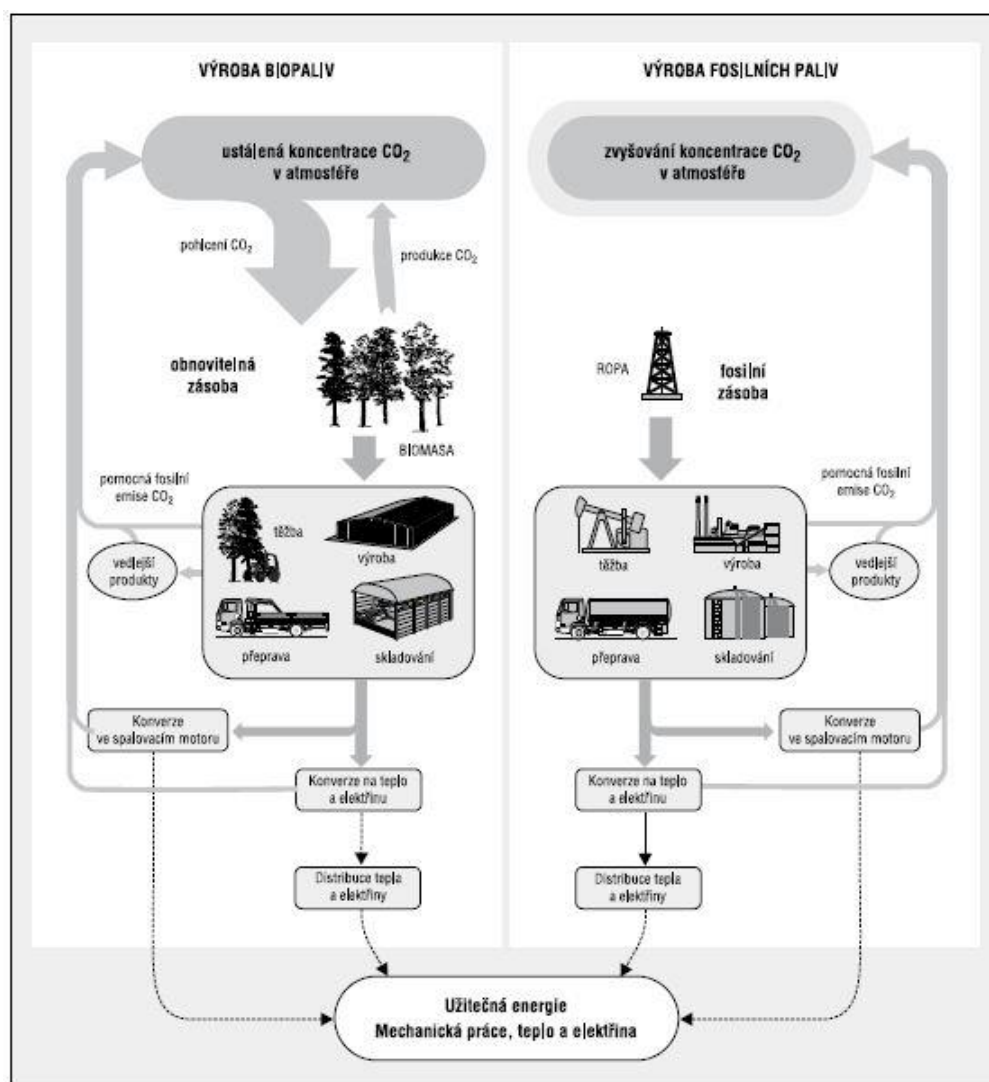 VÝROBA BIOPALIV
ustálená koncentrace CO₂
v atmosféře
pohlcení CO₂
produkce CO₂
obnovitelná
zásoba
BIOMASA
pomocná fosilní
emise CO₂
těžba
výroba
vedlejší
produkty
přeprava
skladování
Konverze
ve spalovacím motoru
Konverze na teplo
a elektřinu
Distribuce tepla
a elektřiny
VÝROBA FOSILNÍCH PALIV
zvyšování koncentrace CO₂
v atmosféře
ROPA
fosilní
zásoba
pomocná fosilní
emise CO₂
těžba
výroba
vedlejší
produkty
přeprava
skladování
Konverze
ve spalovacím motoru
Konverze na teplo
a elektřinu
Distribuce tepla
a elektřiny
Užitečná energie
Mechanická práce, teplo a elektřina